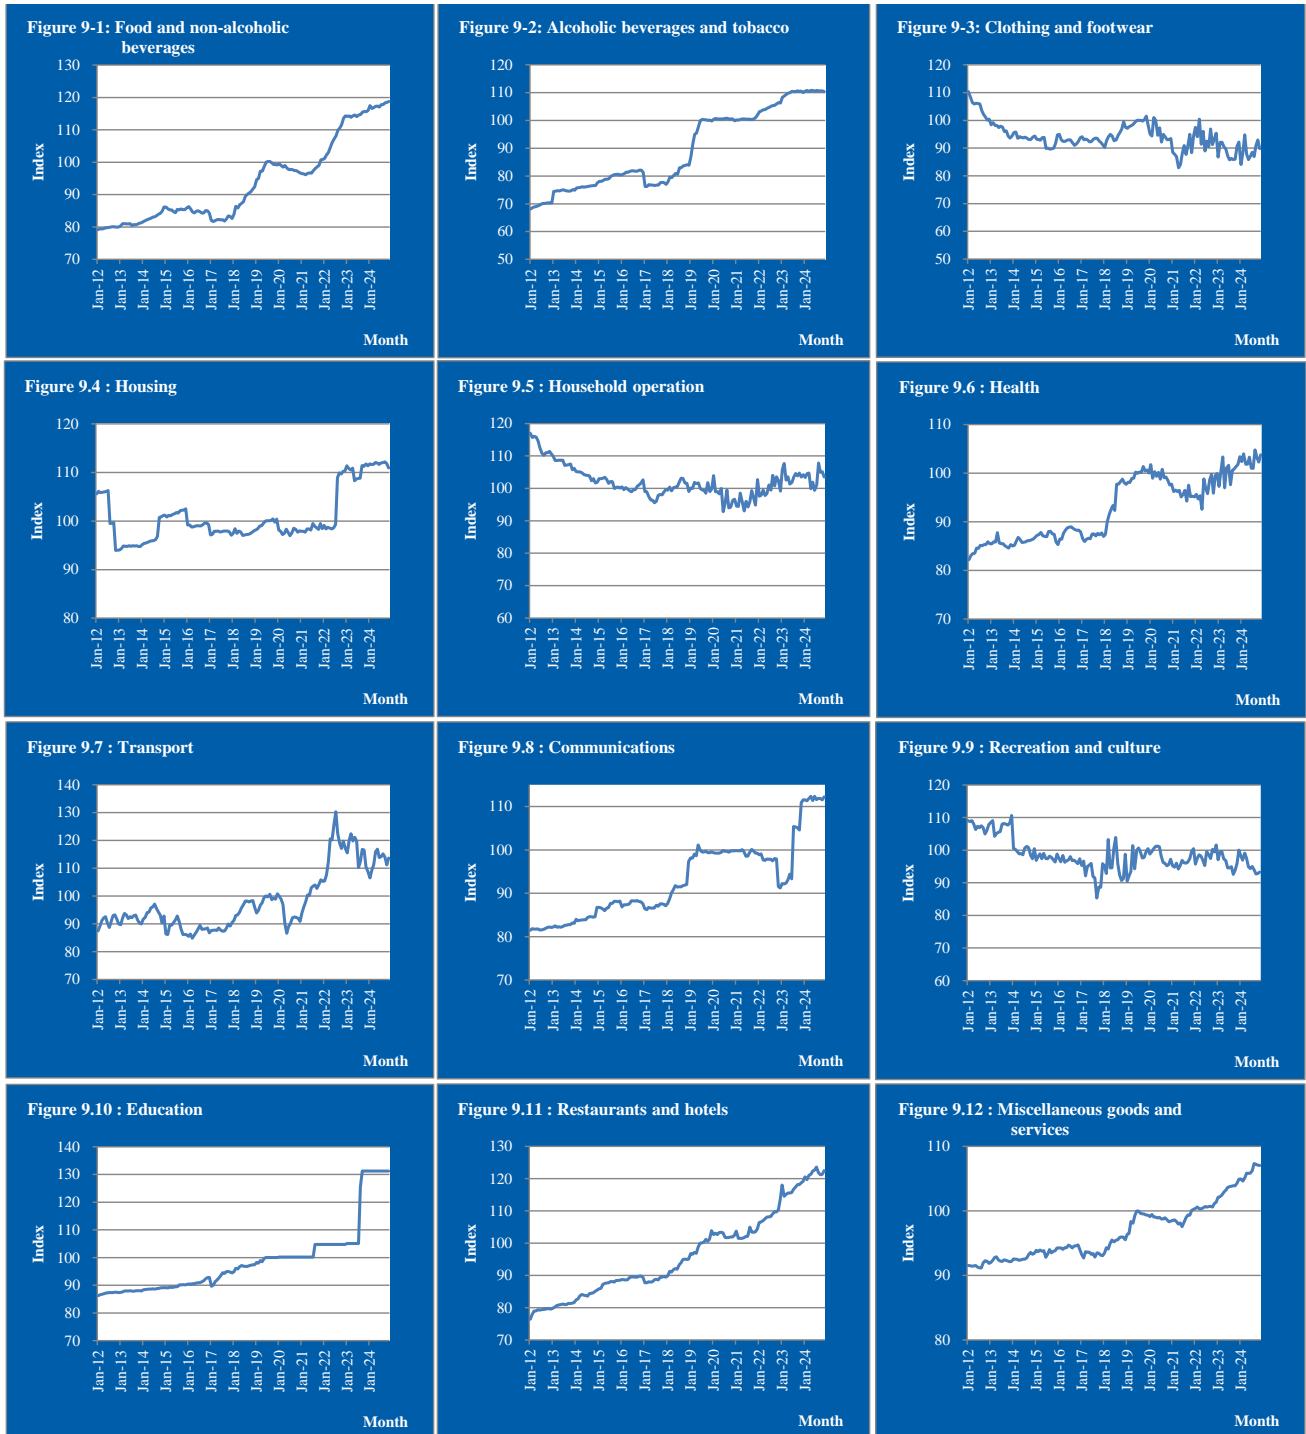 Figure 9-1: Food and non-alcoholic
beverages
130
120
110
100
90
80
70
Index
Jan-12
Jan-13
Jan-14
Jan-15
Jan-16
Jan-17
Jan-18
Jan-19
Jan-20
Jan-21
Jan-22
Jan-23
Jan-24
Month
Figure 9-2: Alcoholic beverages and tobacco
120
110
100
90
80
70
60
50
Index
Jan-12
Jan-13
Jan-14
Jan-15
Jan-16
Jan-17
Jan-18
Jan-19
Jan-20
Jan-21
Jan-22
Jan-23
Jan-24
Month
Figure 9-3: Clothing and footwear
120
110
100
90
80
70
60
50
Index
Jan-12
Jan-13
Jan-14
Jan-15
Jan-16
Jan-17
Jan-18
Jan-19
Jan-20
Jan-21
Jan-22
Jan-23
Jan-24
Month
Figure 9.4 : Housing
120
110
100
90
80
Index
Jan-12
Jan-13
Jan-14
Jan-15
Jan-16
Jan-17
Jan-18
Jan-19
Jan-20
Jan-21
Jan-22
Jan-23
Jan-24
Month
Figure 9.5 : Household operation
120
110
100
90
80
70
60
Index
Jan-12
Jan-13
Jan-14
Jan-15
Jan-16
Jan-17
Jan-18
Jan-19
Jan-20
Jan-21
Jan-22
Jan-23
Jan-24
Month
Figure 9.6 : Health
110
100
90
80
70
Index
Jan-12
Jan-13
Jan-14
Jan-15
Jan-16
Jan-17
Jan-18
Jan-19
Jan-20
Jan-21
Jan-22
Jan-23
Jan-24
Month
Figure 9.7 : Transport
140
130
120
110
100
90
80
70
Index
Jan-12
Jan-13
Jan-14
Jan-15
Jan-16
Jan-17
Jan-18
Jan-19
Jan-20
Jan-21
Jan-22
Jan-23
Jan-24
Month
Figure 9.8 : Communications
110
100
90
80
70
Index
Jan-12
Jan-13
Jan-14
Jan-15
Jan-16
Jan-17
Jan-18
Jan-19
Jan-20
Jan-21
Jan-22
Jan-23
Jan-24
Month
Figure 9.9 : Recreation and culture
120
110
100
90
80
70
60
Index
Jan-12
Jan-13
Jan-14
Jan-15
Jan-16
Jan-17
Jan-18
Jan-19
Jan-20
Jan-21
Jan-22
Jan-23
Jan-24
Month
Figure 9.10 : Education
140
130
120
110
100
90
80
70
Index
Jan-12
Jan-13
Jan-14
Jan-15
Jan-16
Jan-17
Jan-18
Jan-19
Jan-20
Jan-21
Jan-22
Jan-23
Jan-24
Month
Figure 9.11 : Restaurants and hotels
130
120
110
100
90
80
70
Index
Jan-12
Jan-13
Jan-14
Jan-15
Jan-16
Jan-17
Jan-18
Jan-19
Jan-20
Jan-21
Jan-22
Jan-23
Jan-24
Month
Figure 9.12 : Miscellaneous goods and
services
110
100
90
80
Index
Jan-12
Jan-13
Jan-14
Jan-15
Jan-16
Jan-17
Jan-18
Jan-19
Jan-20
Jan-21
Jan-22
Jan-23
Jan-24
Month